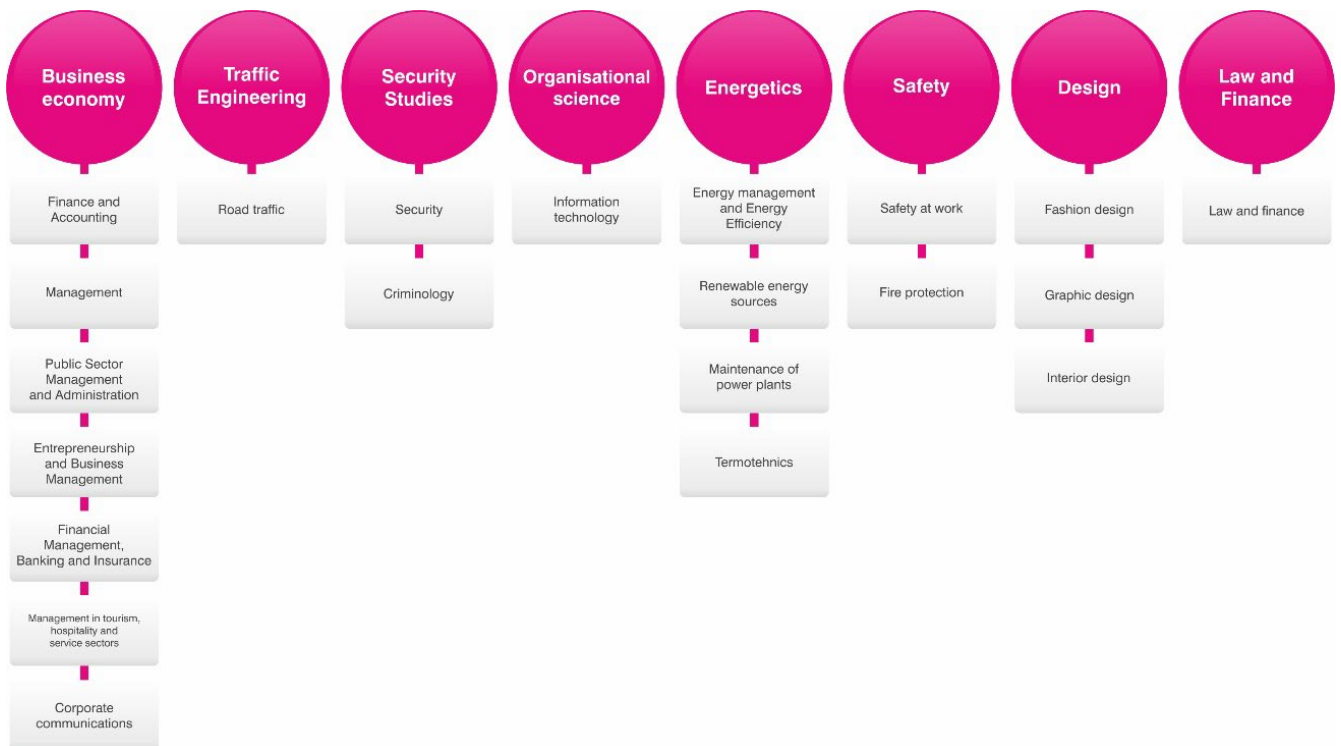 Business
economy
Finance and
Accounting
Management
Public Sector
Management
and Administration
Entrepreneurship
and Business
Management
Financial
Management,
Banking and Insurance
Management in tourism,
hospitality and
service sectors
Corporate
communications
Traffic
Engineering
Road traffic
Security
Studies
Security
Criminology
Organisational
science
Information
technology
Energetics
Energy management
and Energy
Efficiency
Renewable energy
sources
Maintenance of
power plants
Termotehnics
Safety
Safety at work
Fire protection
Design
Fashion design
Graphic design
Interior design
Law and
Finance
Law and finance